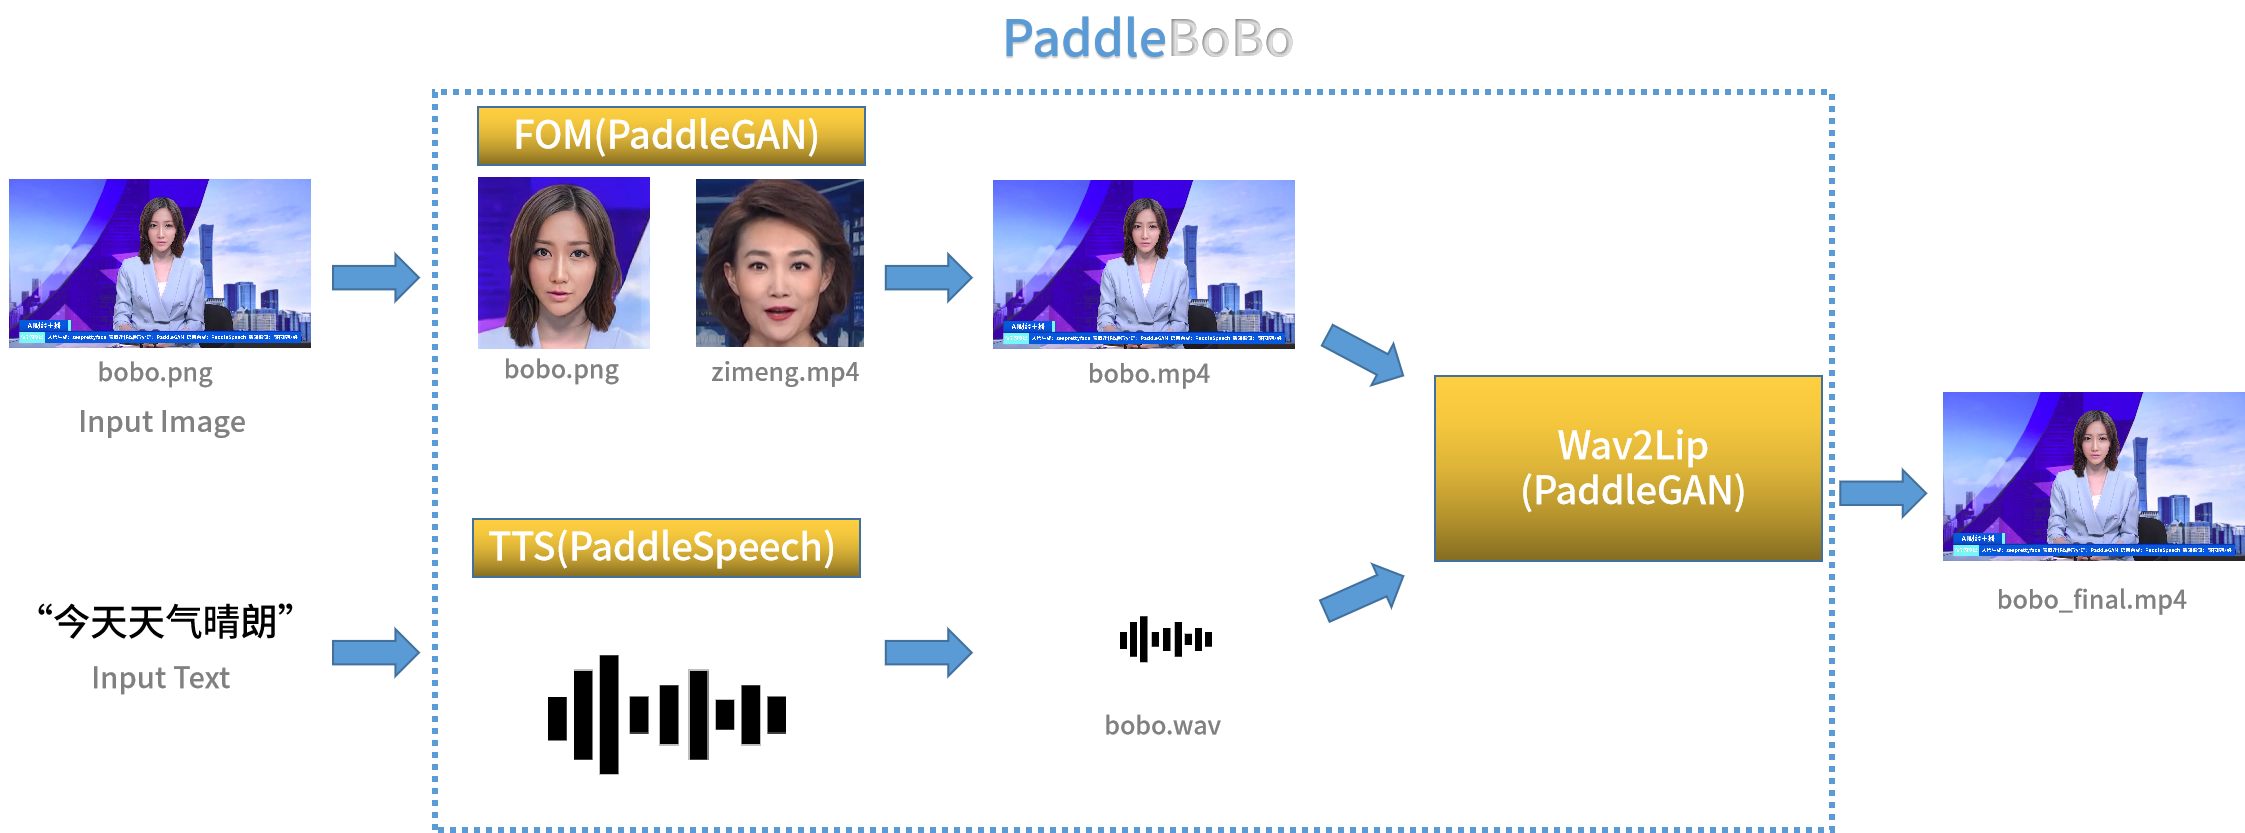 PaddleBoBo
FOM(PaddleGAN)
bobo.png
Input Image
bobo.png
zimeng.mp4
bobo.mp4
Wav2Lip
(PaddleGAN)
bobo_final.mp4
TTS(PaddleSpeech)
“今天天气晴朗”
Input Text
bobo.wav